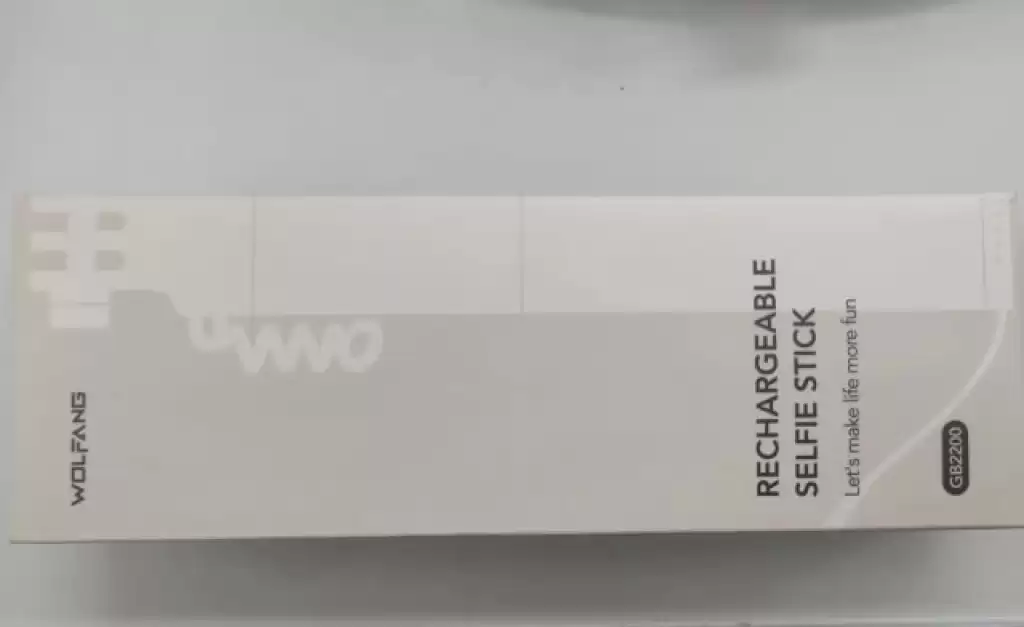 WOLFANG
RECHARGEABLE
SELFIE STICK
Let's make life more fun
GB2200